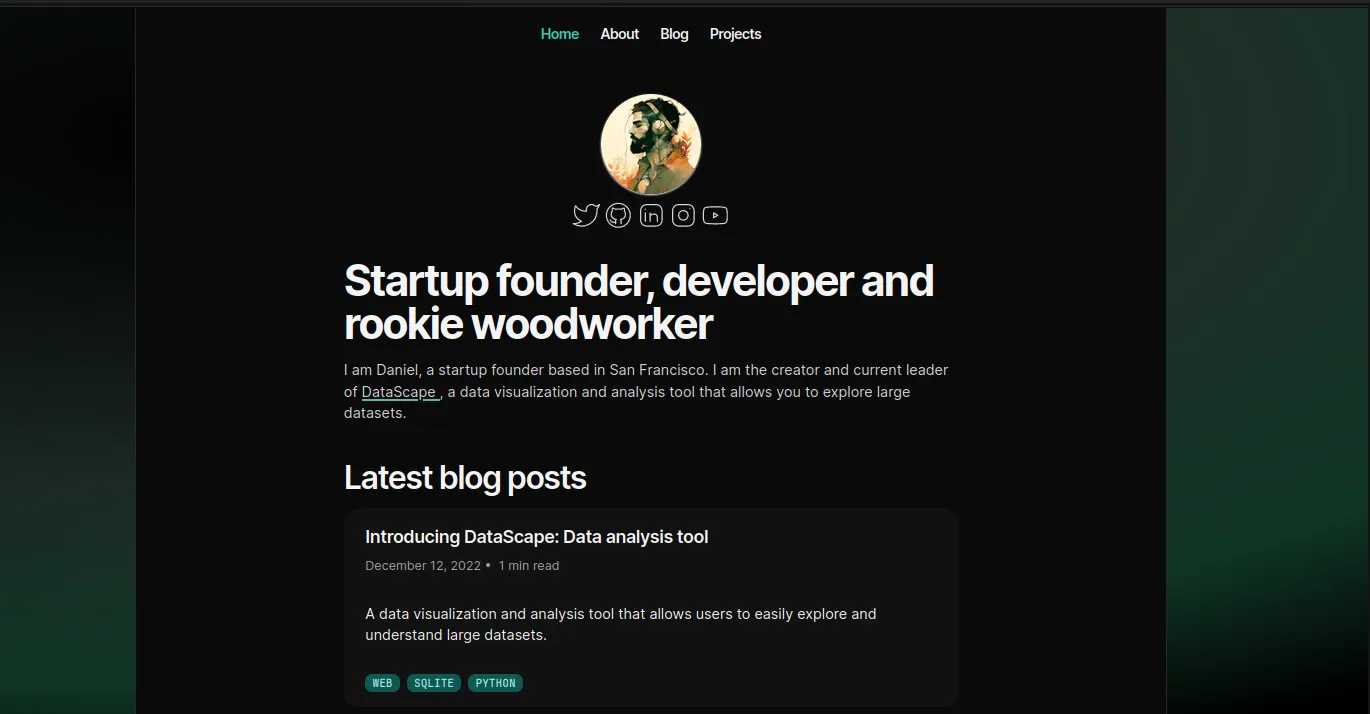 Home About Blog Projects
Startup founder, developer and
rookie woodworker
I am Daniel, a startup founder based in San Francisco. I am the creator and current leader
of DataScape , a data visualization and analysis tool that allows you to explore large
datasets.
Latest blog posts
Introducing DataScape: Data analysis tool
December 12, 2022 • 1 min read
A data visualization and analysis tool that allows users to easily explore and
understand large datasets.
WEB SQLITE PYTHON